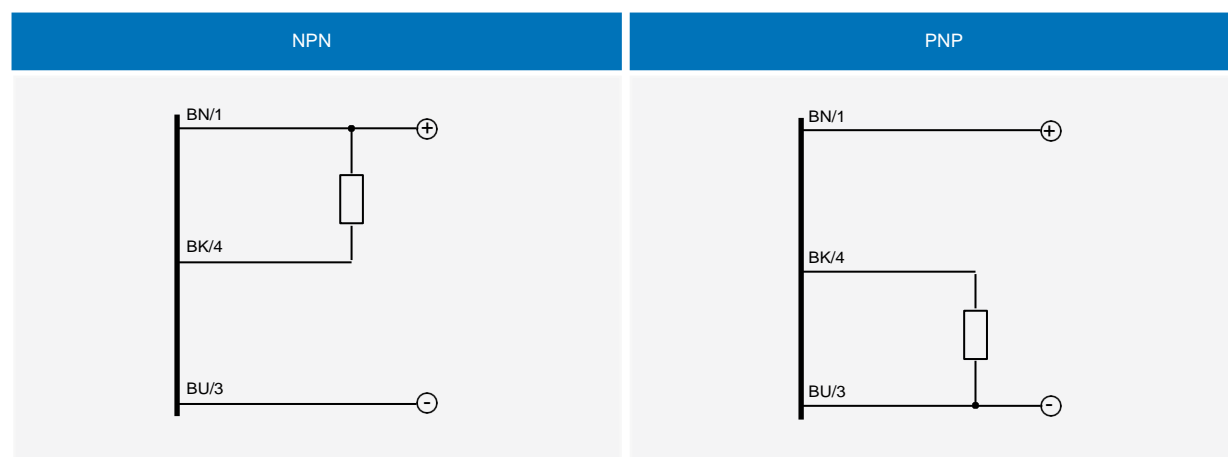 NPN
PNP
BN/1
+
BK/4
BU/3
-
BN/1
+
BK/4
BU/3
-